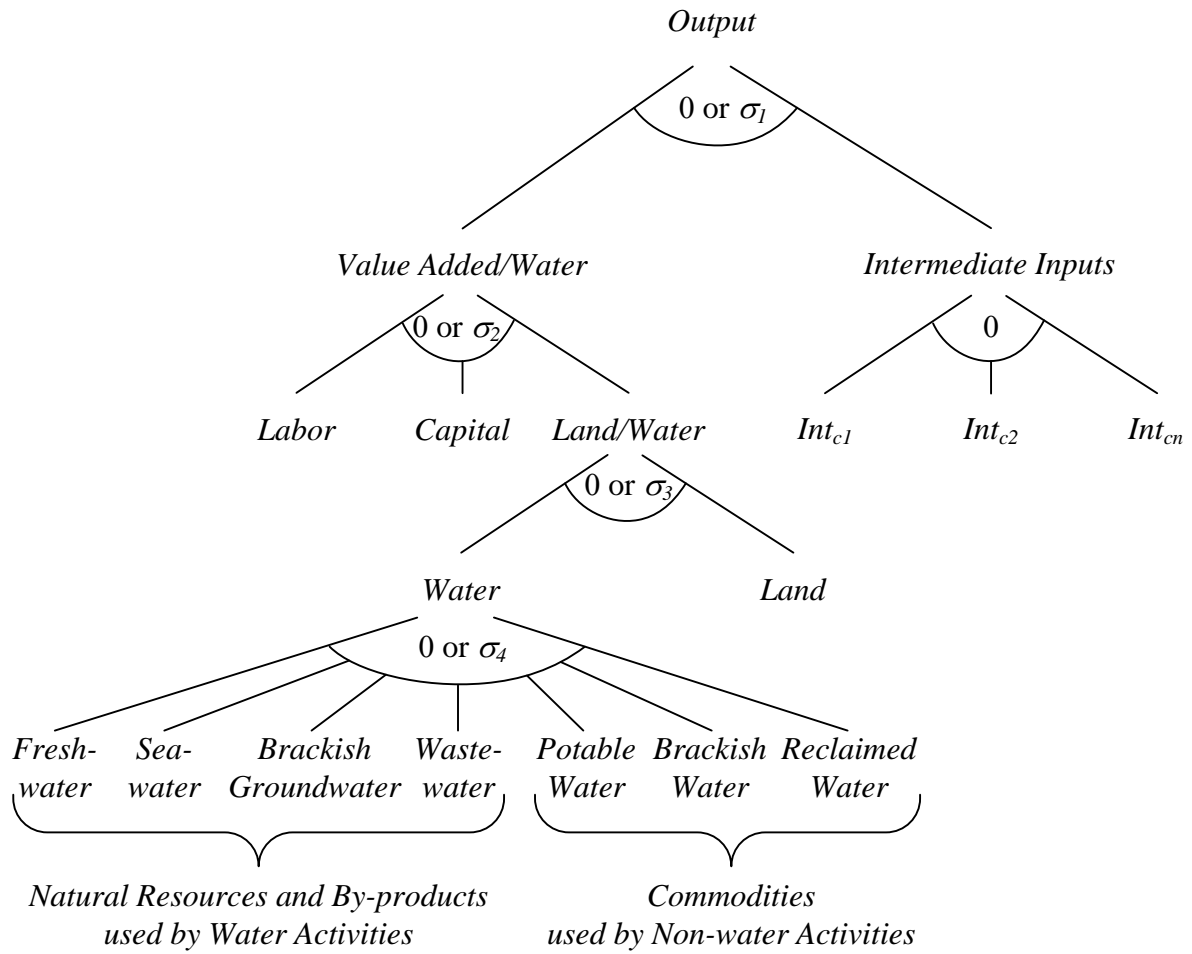 Output
0 or σ1
Value Added/Water
Intermediate Inputs
0 or σ2
0
Labor
Capital
Land/Water
Intc1
Intc2
Intcn
0 or σ3
Water
Land
0 or σ4
Fresh-
water
Sea-
water
Brackish
Groundwater
Waste-
water
Potable
Water
Brackish
Water
Reclaimed
Water
Natural Resources and By-products
used by Water Activities
Commodities
used by Non-water Activities